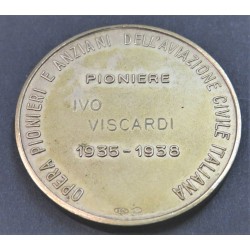 OPERA PIONIERI E ANZIANI DELL'AVIAZIONE CIVILE ITALIANA
PIONIERE
IVO
VISCARDI
1935-1938